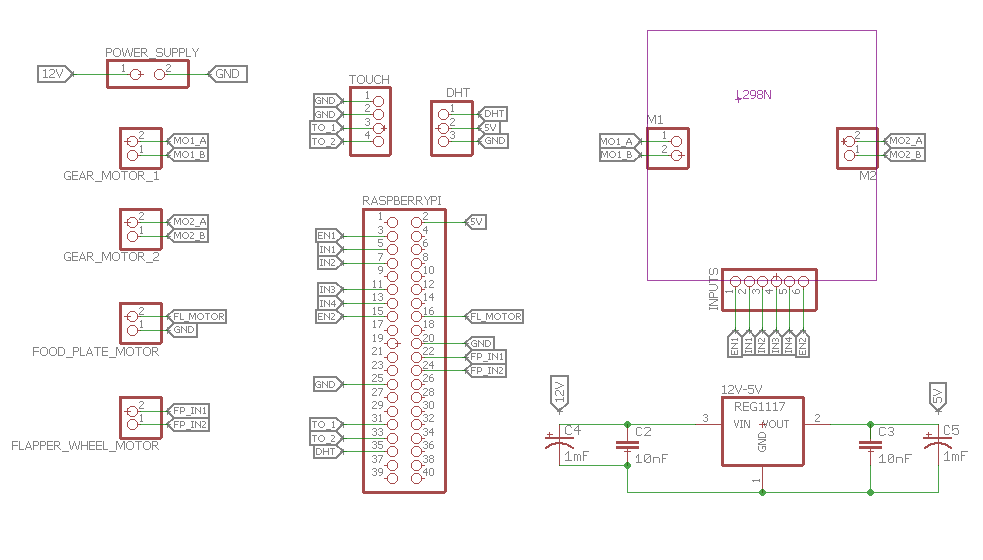 POWER_SUPPLY
12V 1 2 GND
GEAR_MOTOR_1
2 MO1_A
1 MO1_B
GEAR_MOTOR_2
2 MO2_A
1 MO2_B
FOOD_PLATE_MOTOR
2 FL_MOTOR
1 GND
FLAPPER_WHEEL_MOTOR
2 FP_IN1
1 FP_IN2
TOUCH
GND 1
GND 2
TO_1 3
TO_2 4
DHT
1 DHT
2 5V
3 GND
RASPBERRYPI
1 2 5V
EN1 3 4
IN1 5 6
IN2 7 8
9 10
IN3 11 12
IN4 13 14
EN2 15 16 FL_MOTOR
17 18
19 20 GND
21 22 FP_IN1
23 24 FP_IN2
GND 25 26
27 28
29 30
TO_1 31 32
TO_2 33 34
DHT 35 36
37 38
39 40
L298N
M1
MO1_A 1
MO1_B 2
M2
2 MO2_A
1 MO2_B
INPUTS
1 2 3 4 5 6
EN1 IN1 IN2 IN3 IN4 EN2
12V-5V
REG1117
12V
3 VIN VOUT 2
GND
1
5V
C4
1mF
C2
10nF
C3
10nF
C5
1mF